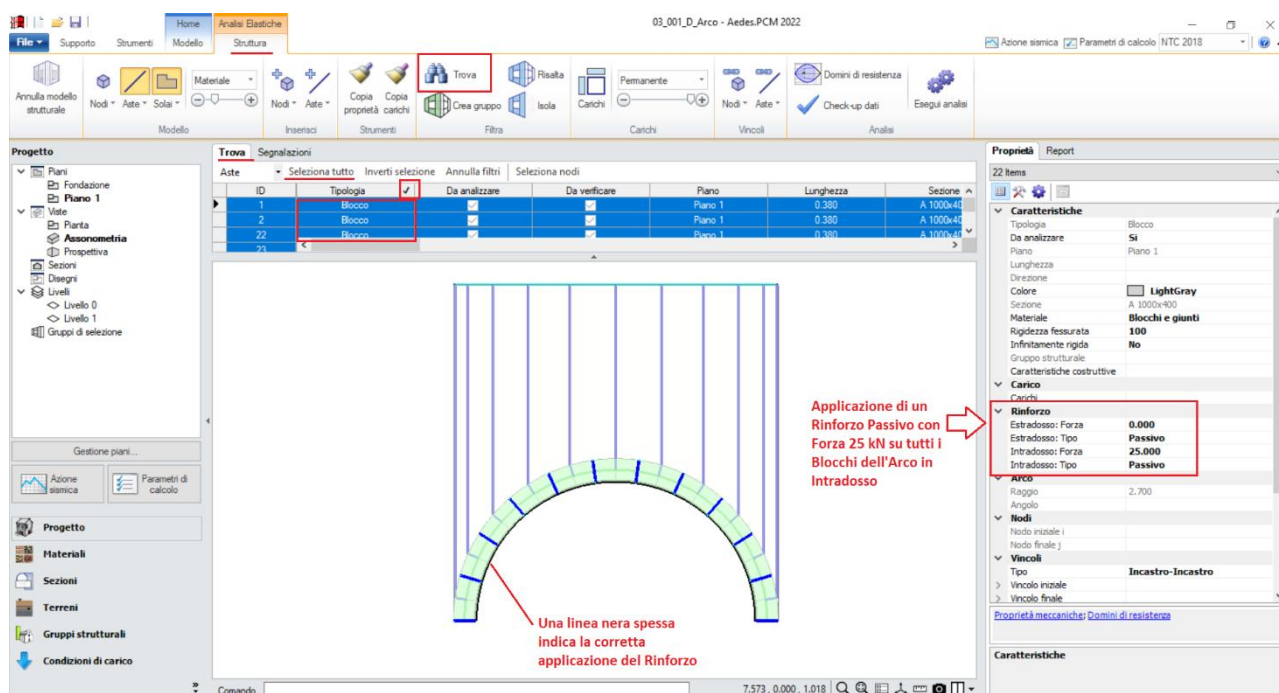 03_001_D_Arco - Aedes.PCM 2022
Home
Analisi Elastiche
File
Supporto
Strumenti
Modello
Struttura
Azione sismica
Parametri di calcolo
NTC 2018
Annulla modello
strutturale
Nodi
Aste
Solai
Materiale
Modello
Nodi
Aste
Inserisci
Copia
proprietà
Copia
carichi
Strumenti
Trova
Crea gruppo
Risalta
Isola
Filtra
Carichi
Permanente
Carichi
Nodi
Aste
Vincoli
Domini di resistenza
Check-up dati
Esegui analisi
Analisi
Progetto
Piani
Fondazione
Piano 1
Viste
Pianta
Assonometria
Prospettiva
Sezioni
Disegni
Livelli
Livello 0
Livello 1
Gruppi di selezione
Gestione piani...
Azione
sismica
Parametri di
calcolo
Progetto
Materiali
Sezioni
Terreni
Gruppi strutturali
Condizioni di carico
Trova
Segnalazioni
Aste
Seleziona tutto
Inverti selezione
Annulla filtri
Seleziona nodi
ID Tipologia Da analizzare Da verificare Piano Lunghezza Sezione
1 Blocco Piano 1 0.380 A 1000x40
2 Blocco Piano 1 0.380 A 1000x40
22 Blocco Piano 1 0.380 A 1000x40
23
Applicazione di un
Rinforzo Passivo con
Forza 25 kN su tutti i
Blocchi dell'Arco in
Intradosso
Una linea nera spessa
indica la corretta
applicazione del Rinforzo
Comando
7.573 , 0.000 , 1.018
Proprietà
Report
22 Items
Caratteristiche
Tipologia Blocco
Da analizzare Si
Piano Piano 1
Lunghezza
Direzione
Colore LightGray
Sezione A 1000x400
Materiale Blocchi e giunti
Rigidezza fessurata 100
Infinitamente rigida No
Gruppo strutturale
Caratteristiche costruttive
Carico
Carichi
Rinforzo
Estradosso: Forza 0.000
Estradosso: Tipo Passivo
Intradosso: Forza 25.000
Intradosso: Tipo Passivo
Arco
Raggio 2.700
Angolo
Nodi
Nodo iniziale i
Nodo finale j
Vincoli
Tipo Incastro-Incastro
Vincolo iniziale
Vincolo finale
Proprietà meccaniche; Domini di resistenza
Caratteristiche